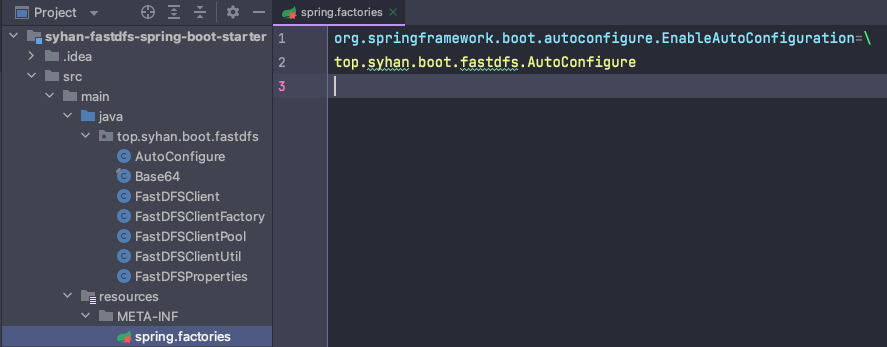 Project
syhan-fastdfs-spring-boot-starter
.idea
src
main
java
top.syhan.boot.fastdfs
AutoConfigure
Base64
FastDFSClient
FastDFSClientFactory
FastDFSClientPool
FastDFSClientUtil
FastDFSProperties
resources
META-INF
spring.factories
spring.factories
1 org.springframework.boot.autoconfigure.EnableAutoConfiguration=\
2 top.syhan.boot.fastdfs.AutoConfigure
3